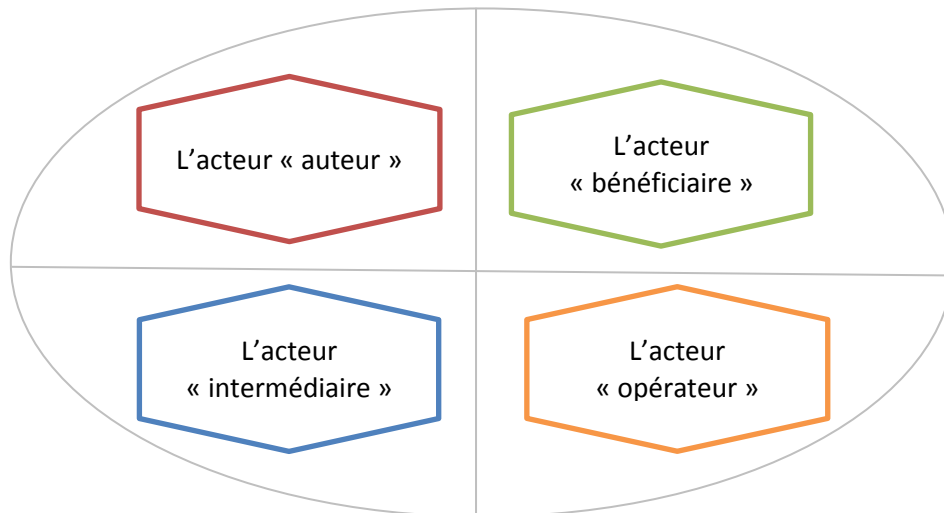 L’acteur « auteur »
L’acteur
« bénéficiaire »
L’acteur
« intermédiaire »
L’acteur
« opérateur »